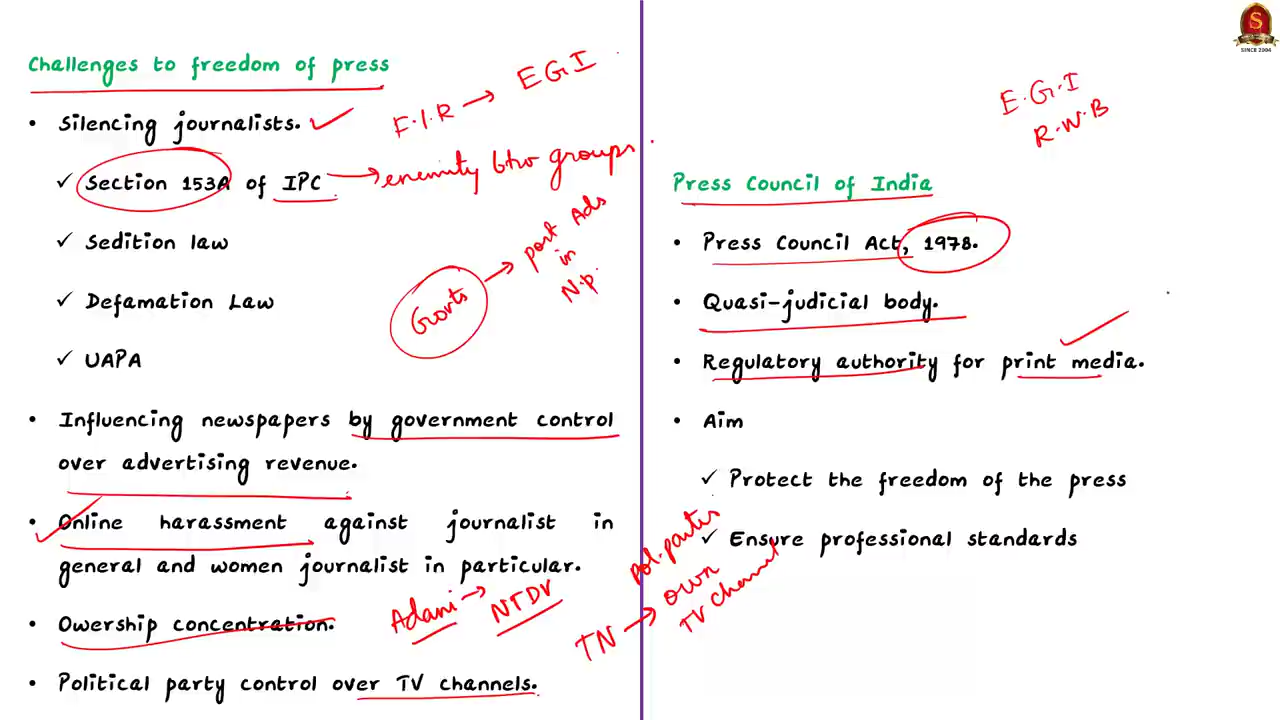 Challenges to freedom of press
• Silencing journalists.
F.I.R → E G I
✓ Section 153A of IPC → enemity btw groups.
✓ Sedition law
Govts → post Ads
in
N.p
✓ Defamation Law
✓ UAPA
• Influencing newspapers by government control
over advertising revenue.
• Online harassment against journalist in
general and women journalist in particular.
Adani → NTDV
• Owership concentration.
• Political party control over TV channels.
TN → Pol. parties
own
TV channel
S
SINCE 2004
E.G.I
R.W.B
Press Council of India
• Press Council Act, 1978.
• Quasi-judicial body.
• Regulatory authority for print media.
• Aim
✓ Protect the freedom of the press
✓ Ensure professional standards